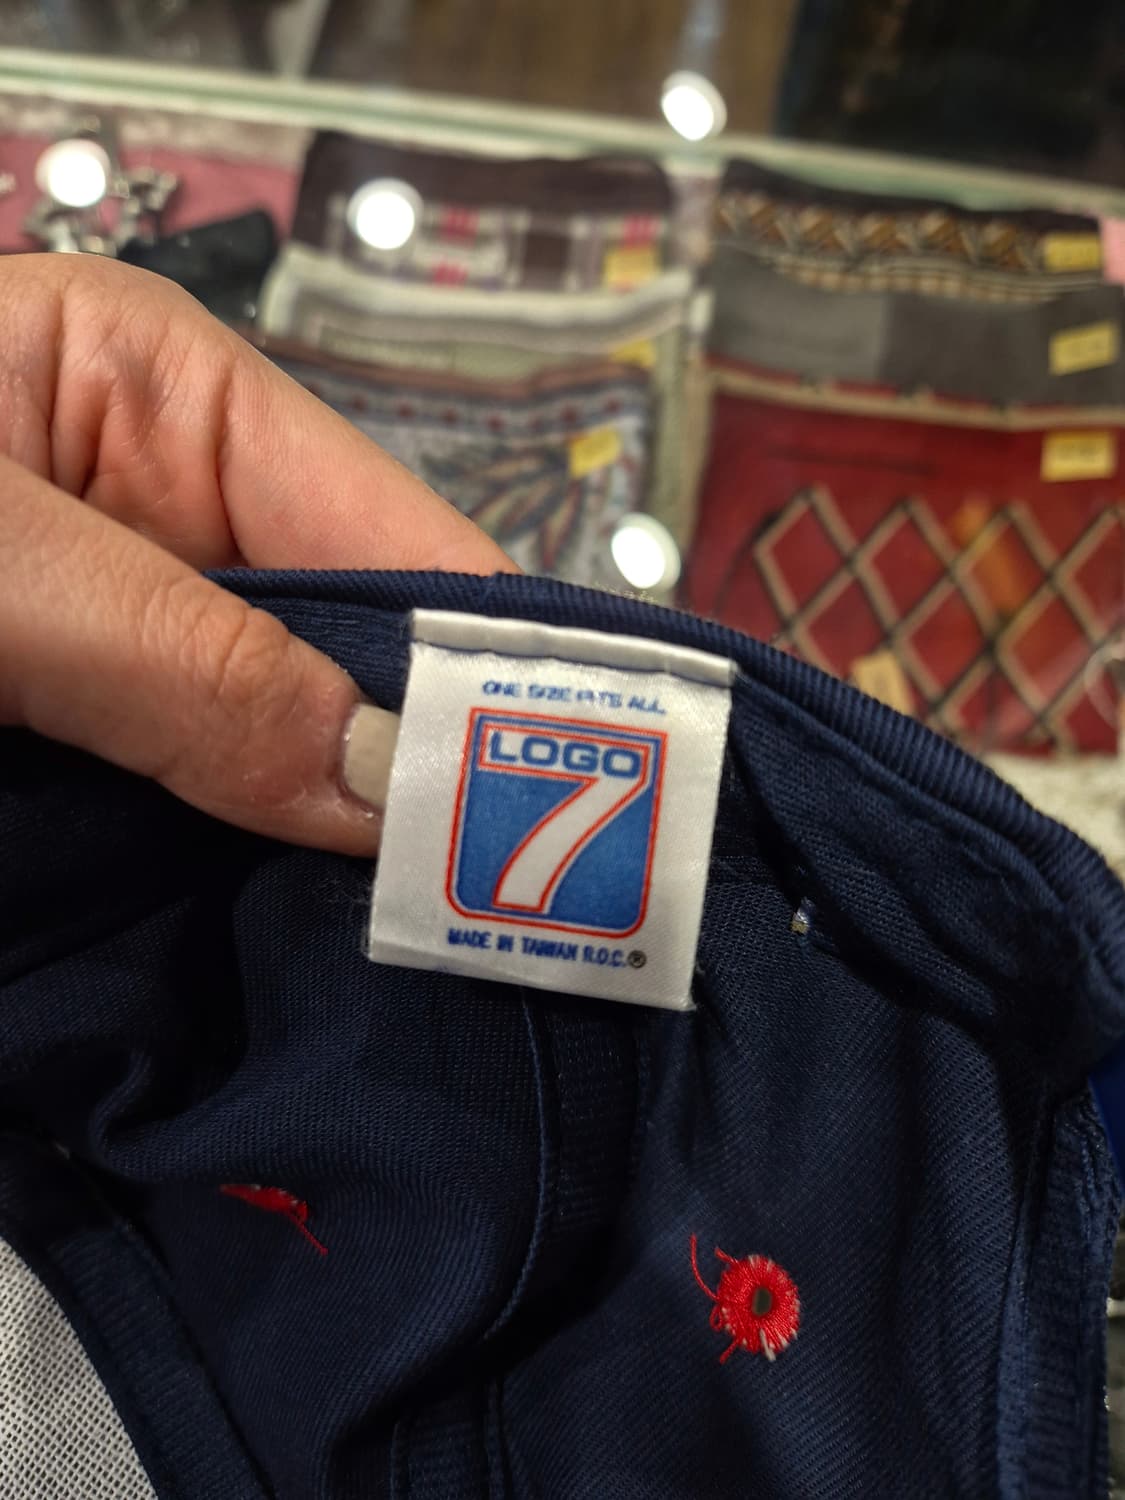 ONE SIZE FITS ALL
LOGO
7
MADE IN TAIWAN R.O.C.®